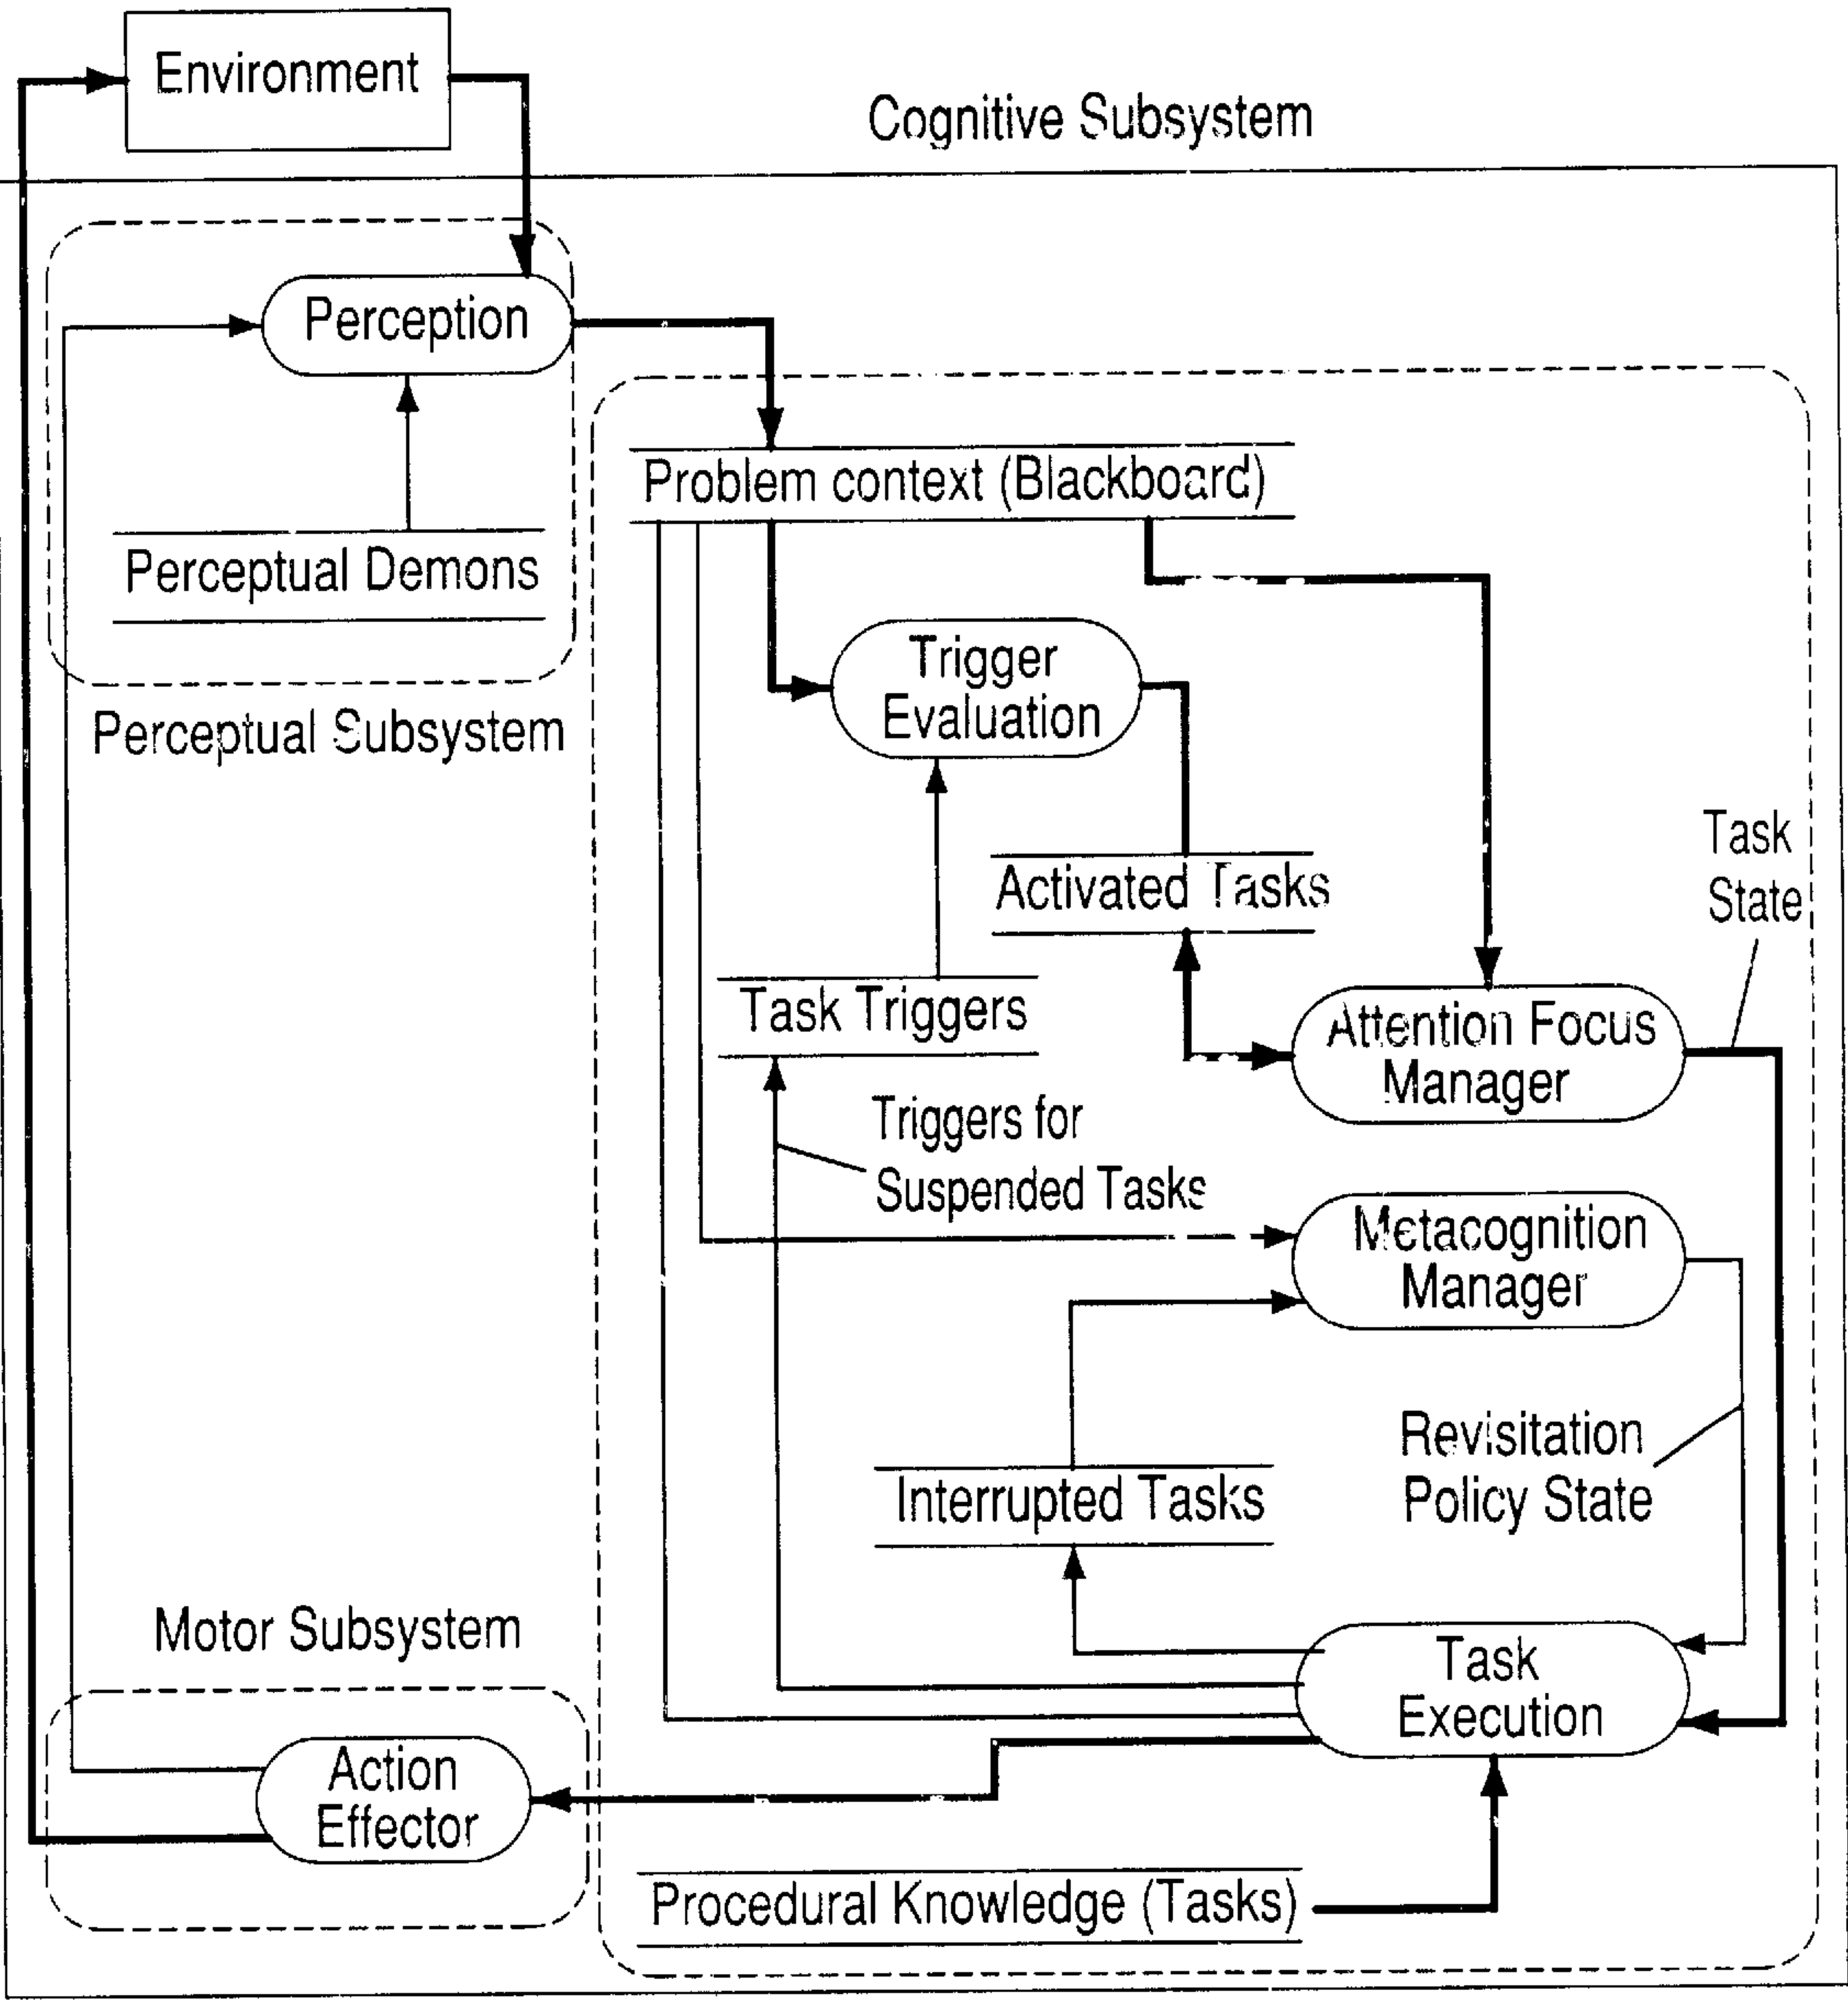 Environment
Cognitive Subsystem
Perception
Problem context (Blackboard)
Perceptual Demons
Trigger
Evaluation
Perceptual Subsystem
Task
State
Activated Tasks
Task Triggers
Attention Focus
Manager
Triggers for
Suspended Tasks
Metacognition
Manager
Revisitation
Policy State
Interrupted Tasks
Motor Subsystem
Task
Execution
Action
Effector
Procedural Knowledge (Tasks)